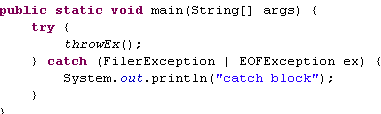 public static void main(String[] args) {
    try {
        throwEx();
    } catch (FilerException | EOFException ex) {
        System.out.println("catch block");
    }
}